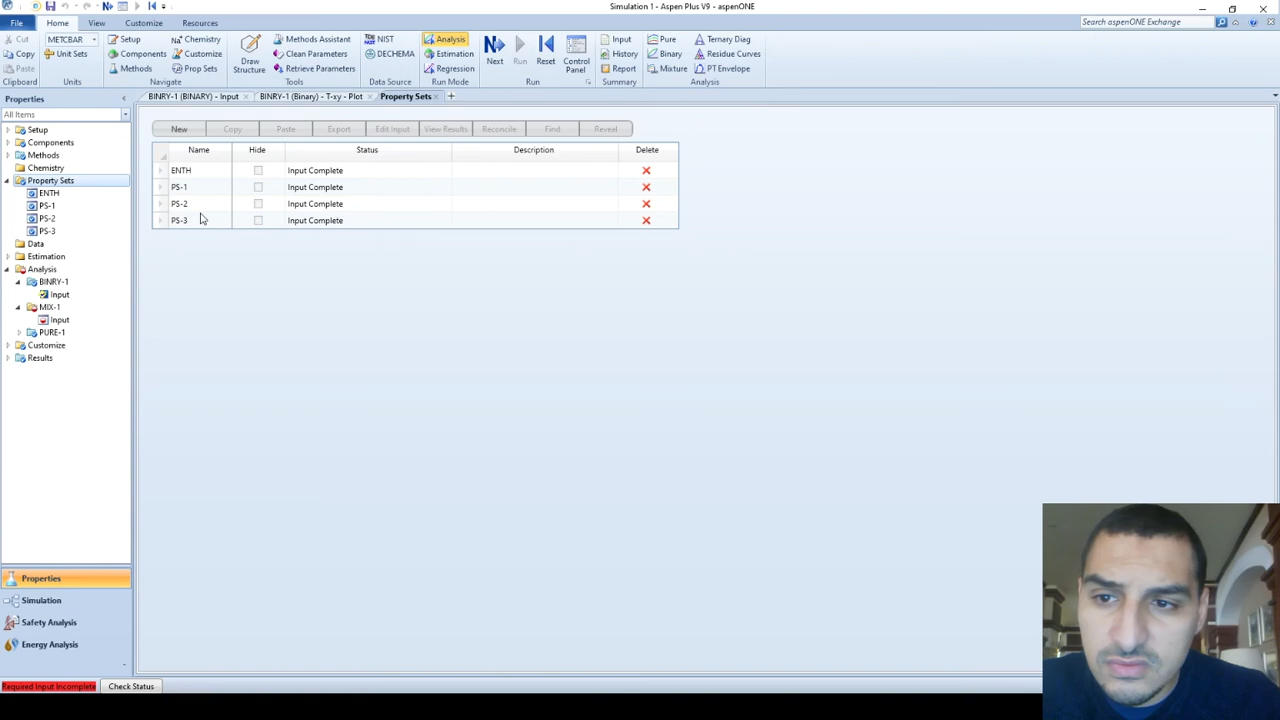 Simulation 1 - Aspen Plus V9 - aspenONE
File Home View Customize Resources
Search aspenONE Exchange
Cut METCBAR Setup Chemistry Methods Assistant NIST Analysis Input Pure Ternary Diag
Copy Unit Sets Components Customize Draw Structure Clean Parameters DECHEMA Estimation Next Run Reset Control Panel History Binary Residue Curves
Paste Methods Prop Sets Retrieve Parameters Regression Report Mixture PT Envelope
Clipboard Units Navigate Tools Data Source Run Mode Run Summary Analysis
Properties
All Items
Setup
Components
Methods
Chemistry
Property Sets
ENTH
PS-1
PS-2
PS-3
Data
Estimation
Analysis
BINRY-1
Input
MIX-1
Input
PURE-1
Customize
Results
Properties
Simulation
Safety Analysis
Energy Analysis
BINRY-1 (BINARY) - Input BINRY-1 (Binary) - T-xy - Plot Property Sets
New Copy Paste Export Edit Input View Results Reconcile Find Reveal
Name Hide Status Description Delete
ENTH Input Complete
PS-1 Input Complete
PS-2 Input Complete
PS-3 Input Complete
Required Input Incomplete Check Status